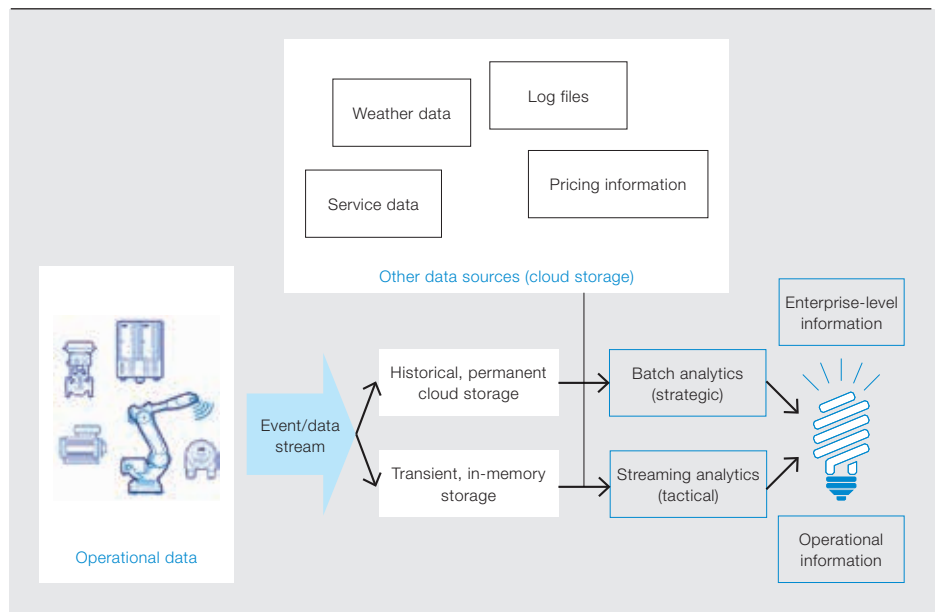 Weather data
Log files
Service data
Pricing information
Other data sources (cloud storage)
Operational data
Event/data
stream
Historical, permanent
cloud storage
Transient, in-memory
storage
Batch analytics
(strategic)
Streaming analytics
(tactical)
Enterprise-level
information
Operational
information